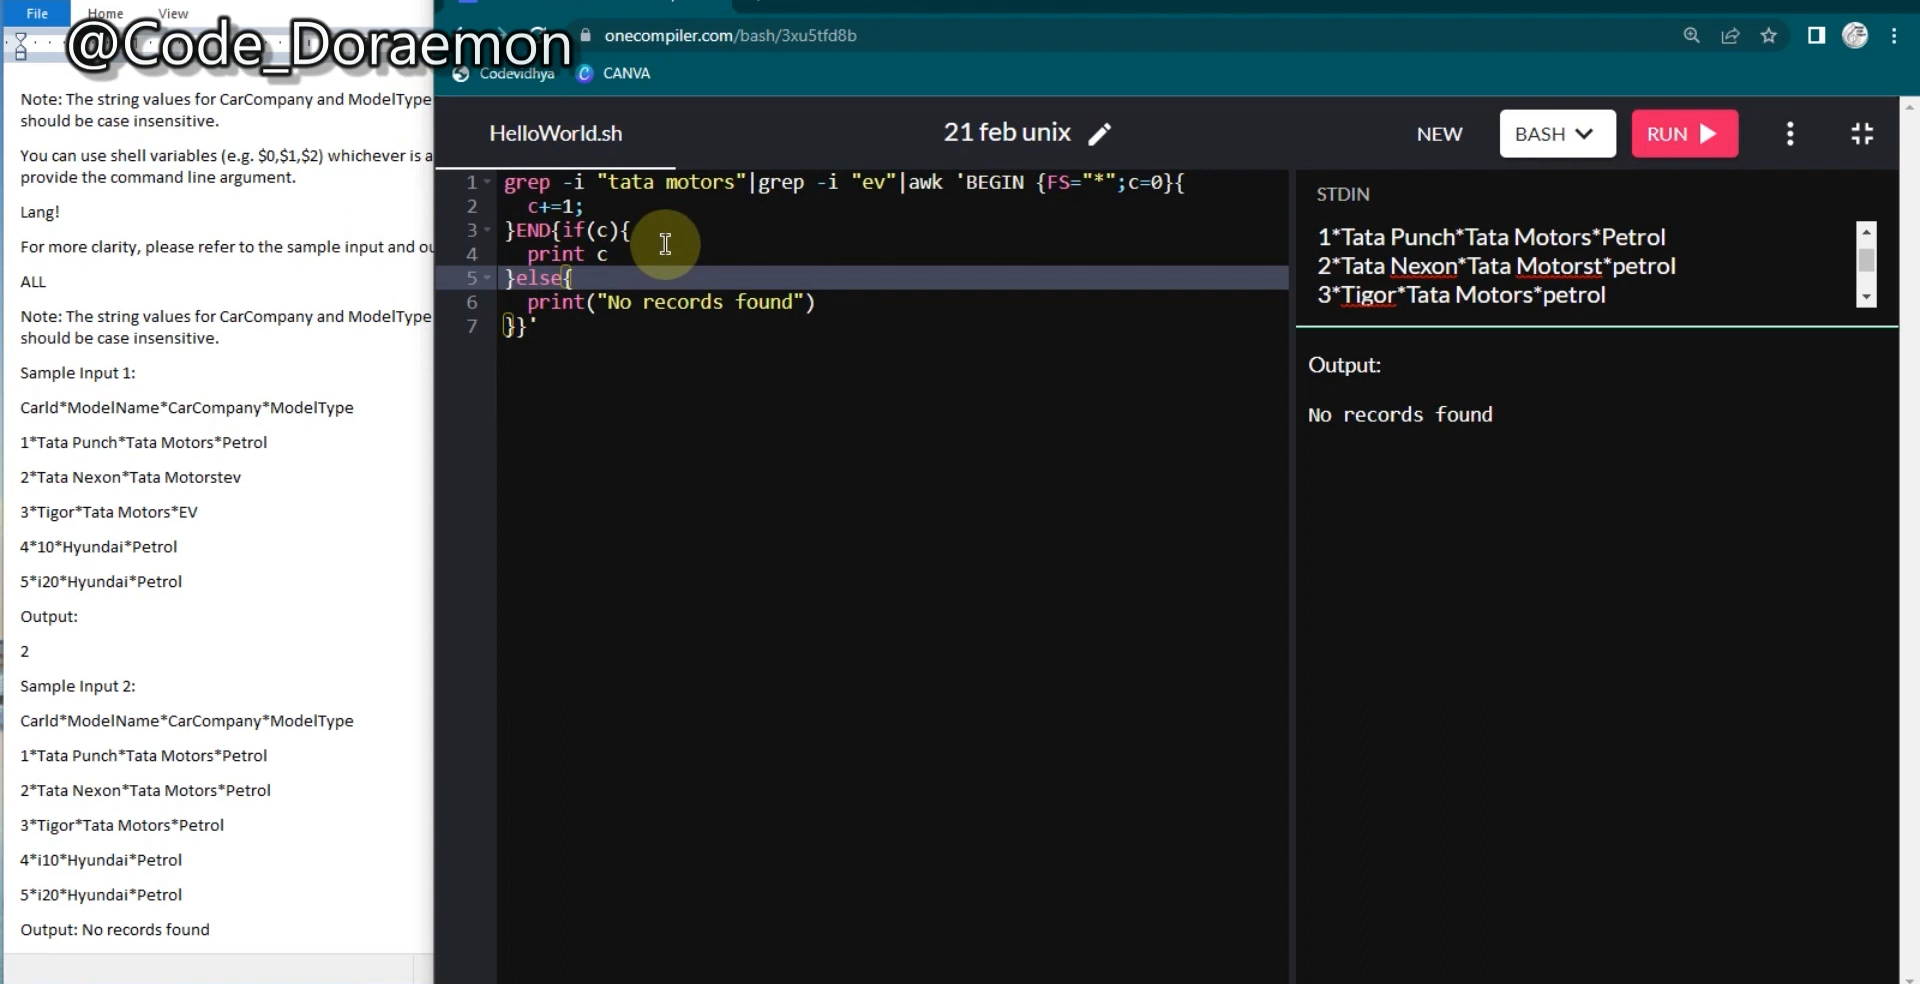 File
Home
View
@Code_Doraemon
Note: The string values for CarCompany and ModelType
should be case insensitive.
You can use shell variables (e.g. $0,$1,$2) whichever is a
provide the command line argument.
Lang!
For more clarity, please refer to the sample input and ou
ALL
Note: The string values for CarCompany and ModelType
should be case insensitive.
Sample Input 1:
CarId*ModelName*CarCompany*ModelType
1*Tata Punch*Tata Motors*Petrol
2*Tata Nexon*Tata Motorstev
3*Tigor*Tata Motors*EV
4*10*Hyundai*Petrol
5*i20*Hyundai*Petrol
Output:
2
Sample Input 2:
CarId*ModelName*CarCompany*ModelType
1*Tata Punch*Tata Motors*Petrol
2*Tata Nexon*Tata Motors*Petrol
3*Tigor*Tata Motors*Petrol
4*i10*Hyundai*Petrol
5*i20*Hyundai*Petrol
Output: No records found
onecompiler.com/bash/3xu5tfd8b
Codevidhya
CANVA
HelloWorld.sh
21 feb unix
NEW
BASH
RUN
1 grep -i "tata motors"|grep -i "ev"|awk 'BEGIN {FS="*";c=0}{
2 c+=1;
3 }END{if(c){
4 print c
5 }else{
6 print("No records found")
7 }}'
STDIN
1*Tata Punch*Tata Motors*Petrol
2*Tata Nexon*Tata Motorst*petrol
3*Tigor*Tata Motors*petrol
Output:
No records found